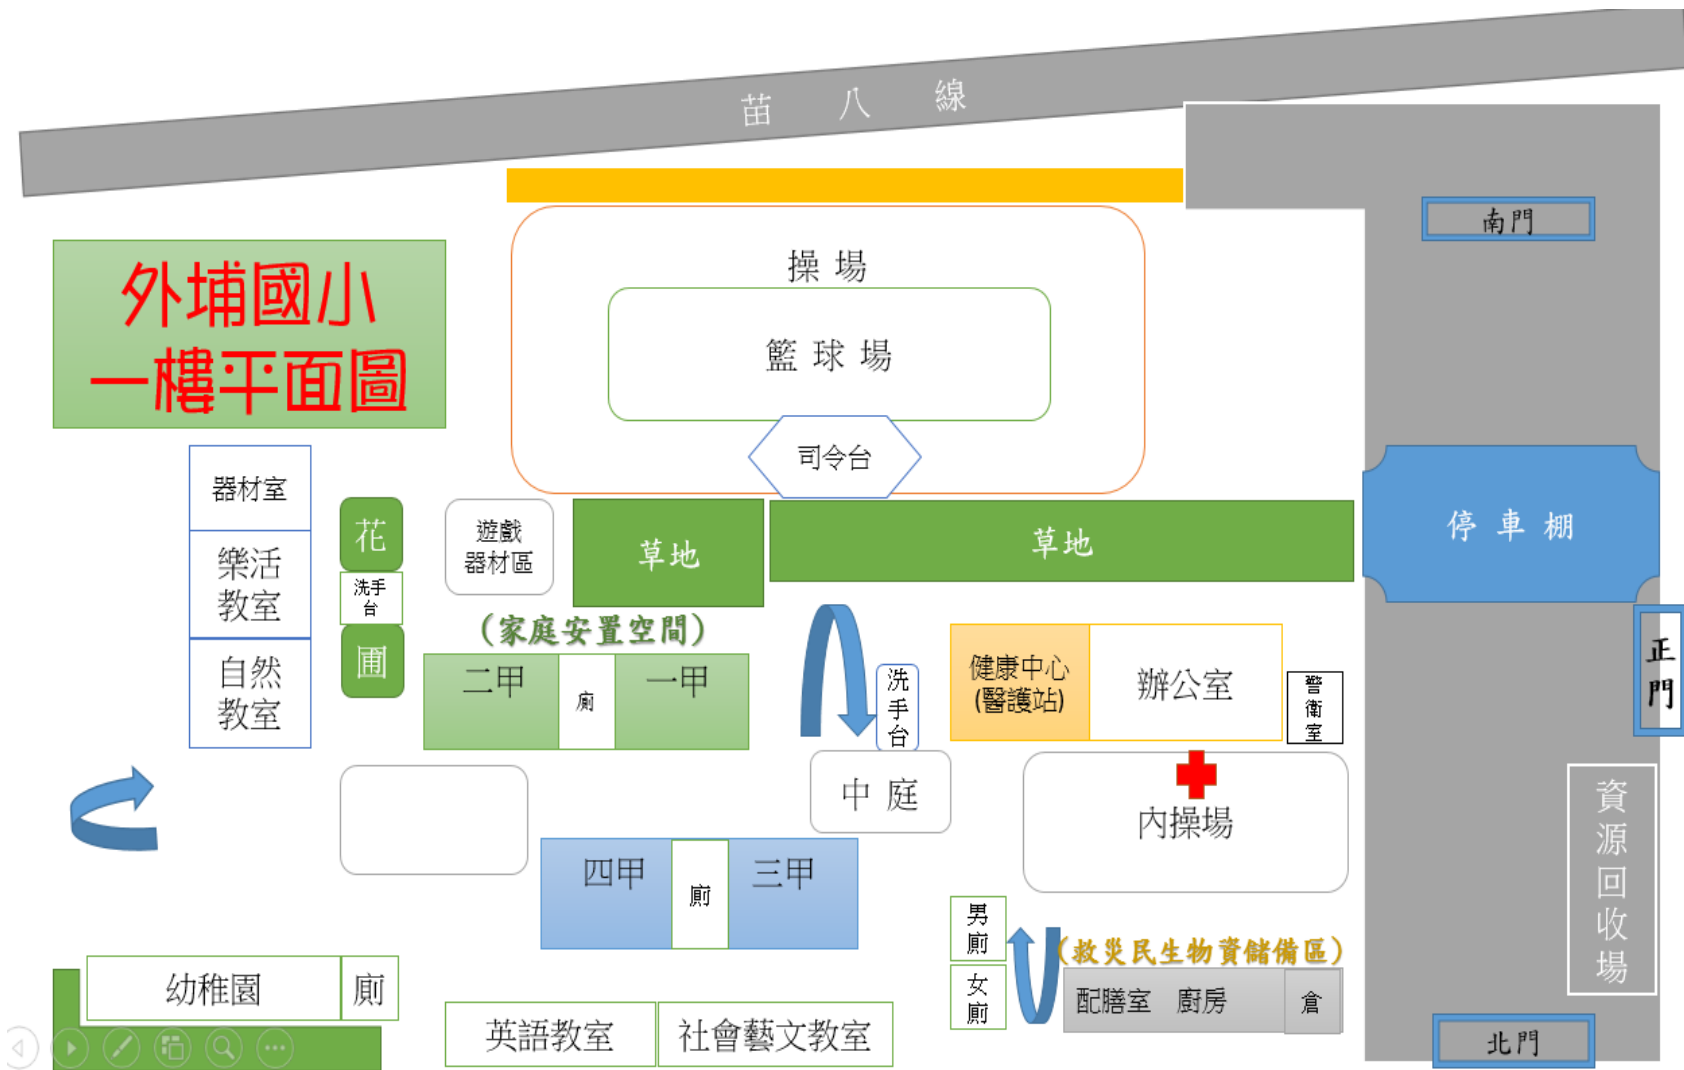 苗 八 線
南門
外埔國小
一樓平面圖
操 場
籃 球 場
司令台
器材室
樂活
教室
自然
教室
花
洗手
台
圃
遊戲
器材區
草地
草地
停 車 棚
(家庭安置空間)
二甲
廁
一甲
洗
手
台
健康中心
(醫護站)
辦公室
警
衛
室
正
門
中 庭
內操場
資
源
回
收
場
四甲
廁
三甲
男
廁
女
廁
(救災民生物資儲備區)
配膳室 廚房
倉
幼稚園
廁
英語教室
社會藝文教室
北門